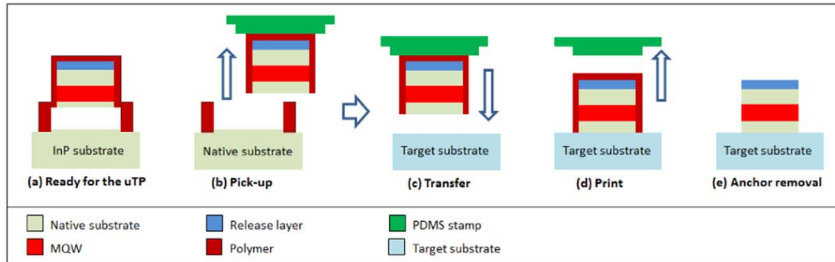 InP substrate
Native substrate
Target substrate
Target substrate
Target substrate
(a) Ready for the uTP
(b) Pick-up
(c) Transfer
(d) Print
(e) Anchor removal
Native substrate
Release layer
PDMS stamp
MQW
Polymer
Target substrate